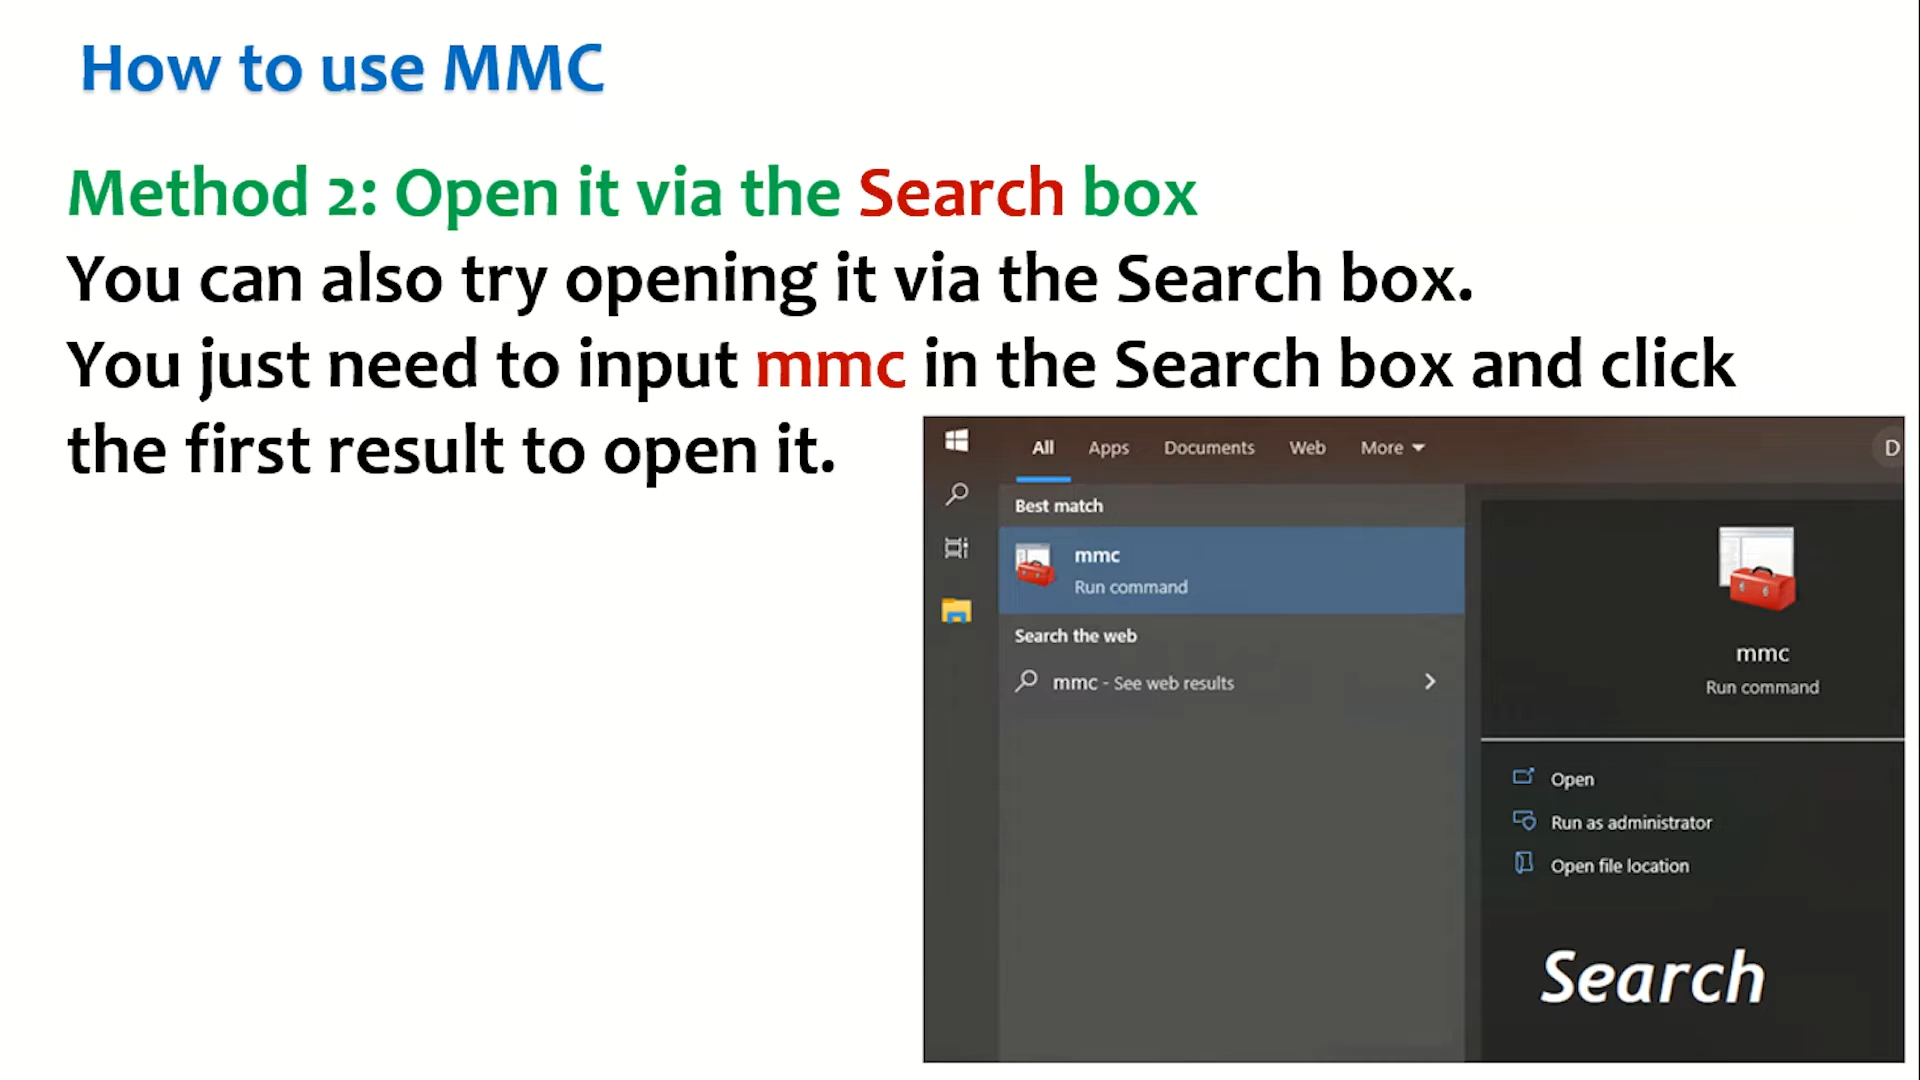 How to use MMC
Method 2: Open it via the Search box
You can also try opening it via the Search box.
You just need to input mmc in the Search box and click
the first result to open it.
All Apps Documents Web More
D
Best match
mmc
Run command
Search the web
mmc - See web results
mmc
Run command
Open
Run as administrator
Open file location
Search